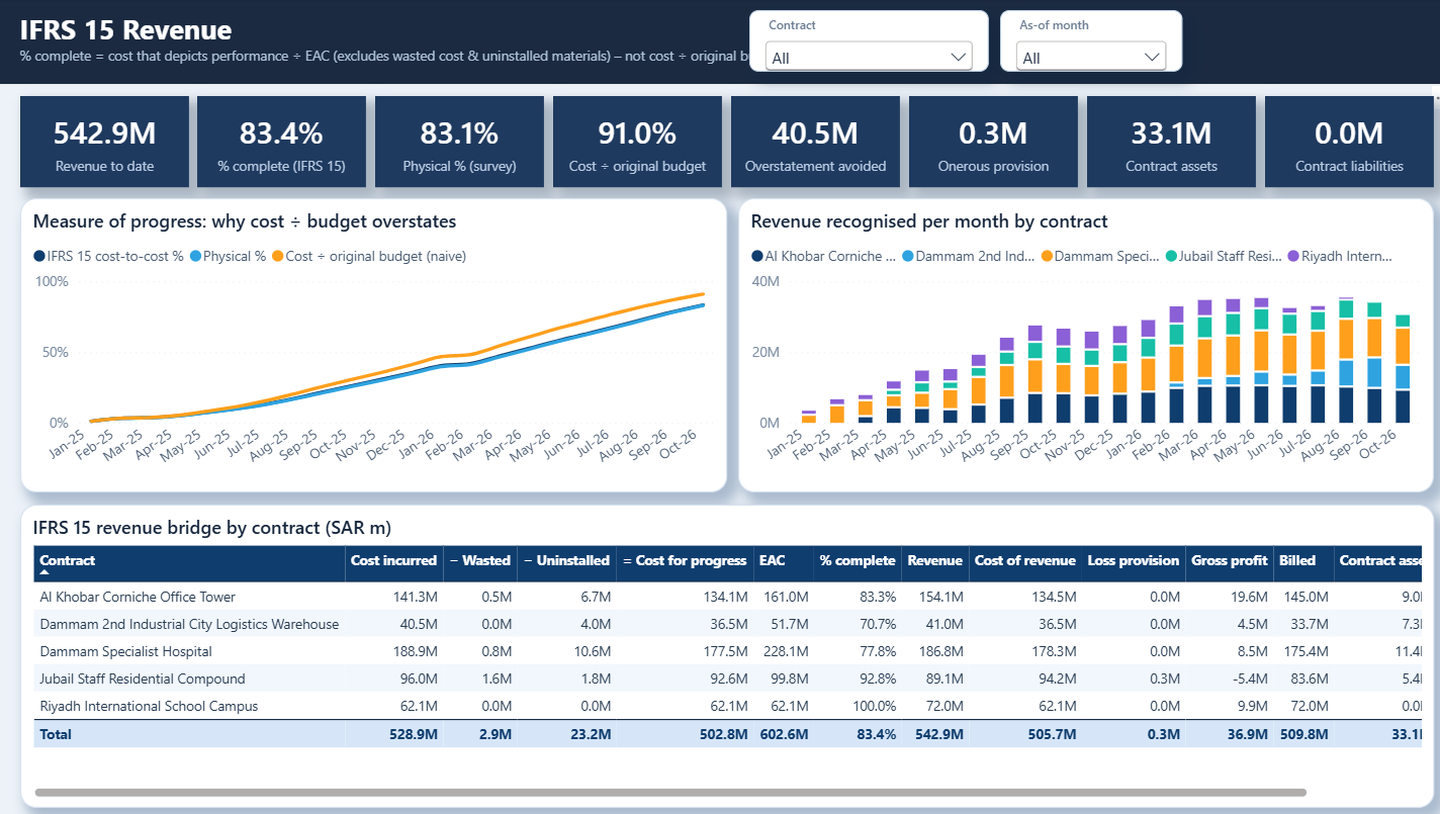 IFRS 15 Revenue
% complete = cost that depicts performance ÷ EAC (excludes wasted cost & uninstalled materials) – not cost ÷ original b
Contract
All
As-of month
All
542.9M
Revenue to date
83.4%
% complete (IFRS 15)
83.1%
Physical % (survey)
91.0%
Cost ÷ original budget
40.5M
Overstatement avoided
0.3M
Onerous provision
33.1M
Contract assets
0.0M
Contract liabilities
Measure of progress: why cost ÷ budget overstates
IFRS 15 cost-to-cost % Physical % Cost ÷ original budget (naive)
100%
50%
0%
Jan-25 Feb-25 Mar-25 Apr-25 May-25 Jun-25 Jul-25 Aug-25 Sep-25 Oct-25 Nov-25 Dec-25 Jan-26 Feb-26 Mar-26 Apr-26 May-26 Jun-26 Jul-26 Aug-26 Sep-26 Oct-26
Revenue recognised per month by contract
Al Khobar Corniche ... Dammam 2nd Ind... Dammam Speci... Jubail Staff Resi... Riyadh Intern...
40M
20M
0M
Jan-25 Feb-25 Mar-25 Apr-25 May-25 Jun-25 Jul-25 Aug-25 Sep-25 Oct-25 Nov-25 Dec-25 Jan-26 Feb-26 Mar-26 Apr-26 May-26 Jun-26 Jul-26 Aug-26 Sep-26 Oct-26
IFRS 15 revenue bridge by contract (SAR m)
Contract Cost incurred − Wasted − Uninstalled = Cost for progress EAC % complete Revenue Cost of revenue Loss provision Gross profit Billed Contract asse
Al Khobar Corniche Office Tower 141.3M 0.5M 6.7M 134.1M 161.0M 83.3% 154.1M 134.5M 0.0M 19.6M 145.0M 9.0
Dammam 2nd Industrial City Logistics Warehouse 40.5M 0.0M 4.0M 36.5M 51.7M 70.7% 41.0M 36.5M 0.0M 4.5M 33.7M 7.3
Dammam Specialist Hospital 188.9M 0.8M 10.6M 177.5M 228.1M 77.8% 186.8M 178.3M 0.0M 8.5M 175.4M 11.4
Jubail Staff Residential Compound 96.0M 1.6M 1.8M 92.6M 99.8M 92.8% 89.1M 94.2M 0.3M -5.4M 83.6M 5.4
Riyadh International School Campus 62.1M 0.0M 0.0M 62.1M 62.1M 100.0% 72.0M 62.1M 0.0M 9.9M 72.0M 0.0
Total 528.9M 2.9M 23.2M 502.8M 602.6M 83.4% 542.9M 505.7M 0.3M 36.9M 509.8M 33.1